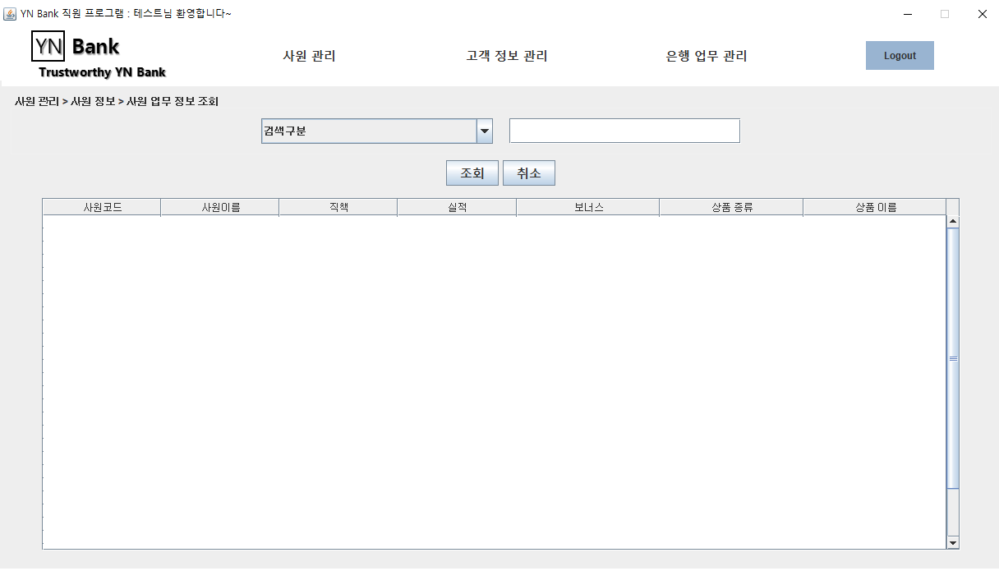 YN Bank 직원 프로그램 : 테스트님 환영합니다~
YN Bank
Trustworthy YN Bank
사원 관리
고객 정보 관리
은행 업무 관리
Logout
사원 관리 > 사원 정보 > 사원 업무 정보 조회
검색구분
조회 취소
사원코드 사원이름 직책 실적 보너스 상품 종류 상품 이름